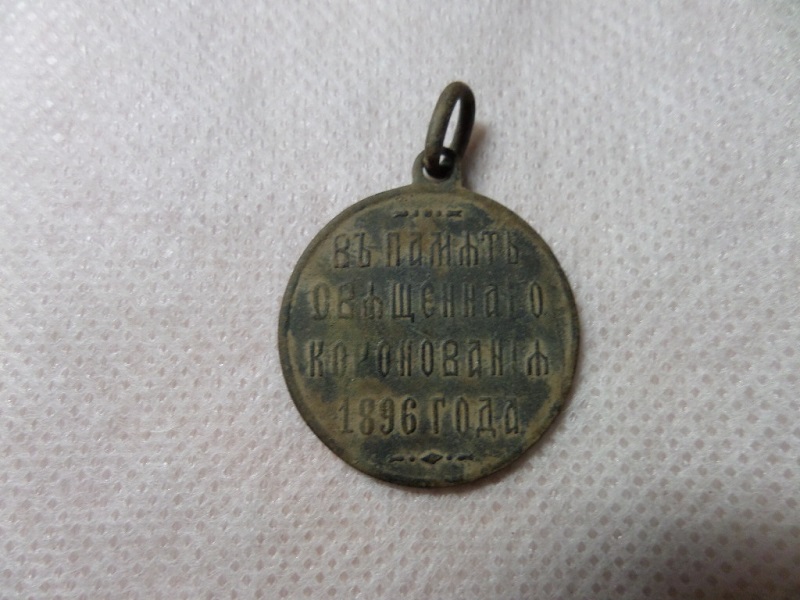 ВЪ ПАМѦТЬ
СВѦЩЕННАГО
КОРОНОВАНІѦ
1896 ГОДА